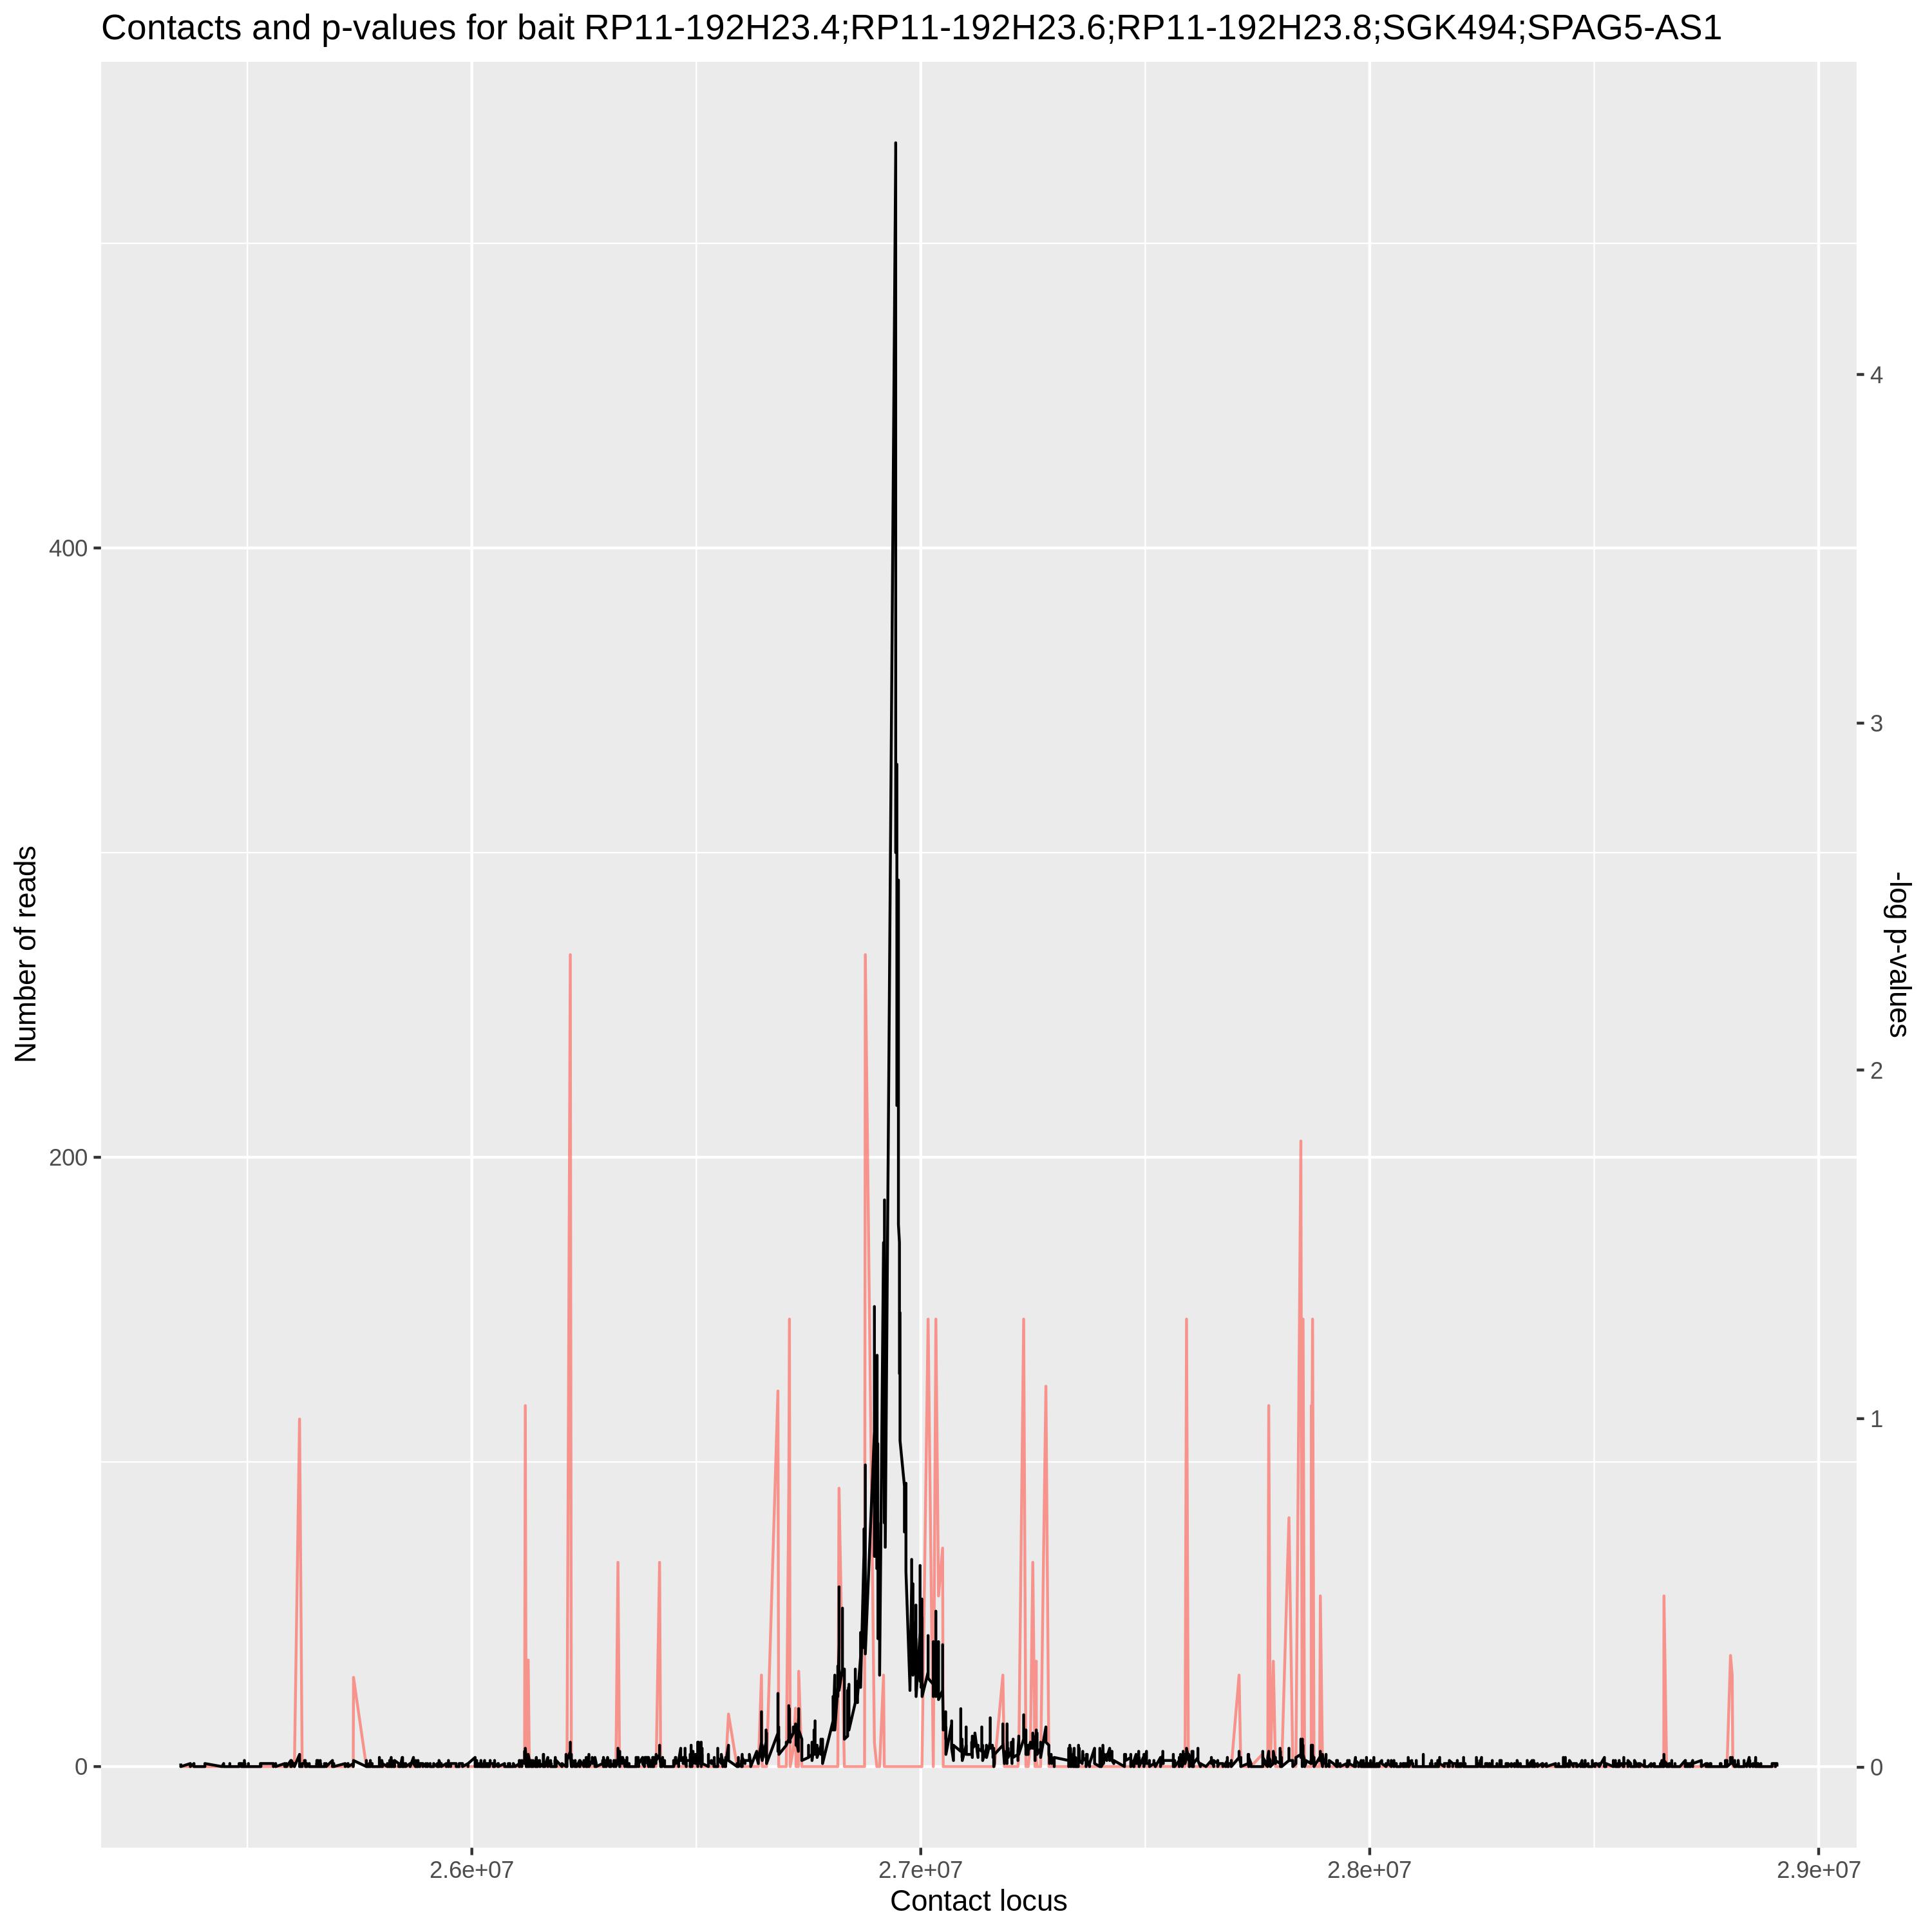 Contacts and p-values for bait RP11-192H23.4;RP11-192H23.6;RP11-192H23.8;SGK494;SPAG5-AS1
Number of reads
400
200
0
4
3
2
1
0
-log p-values
2.6e+07
2.7e+07
2.8e+07
2.9e+07
Contact locus